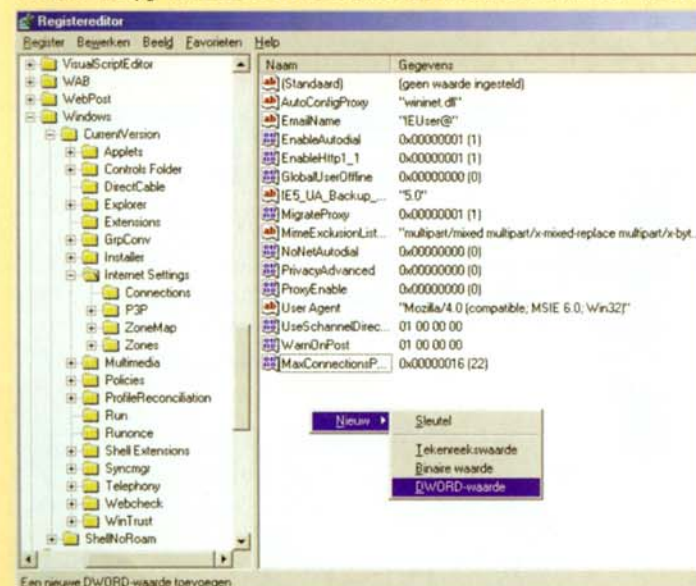 Registereditor
Register Bewerken Beeld Favorieten Help
VisualScriptEditor
WAB
WebPost
Windows
CurrentVersion
Applets
Controls Folder
DirectCable
Explorer
Extensions
GrpConv
Installer
Internet Settings
Connections
P3P
ZoneMap
Zones
Multimedia
Policies
ProfileReconciliation
Run
Runonce
Shell Extensions
Syncmgr
Telephony
Webcheck
WinTrust
ShellNoRoam
Naam Gegevens
(Standaard) (geen waarde ingesteld)
AutoConfigProxy "wininet.dll"
EmailName "IEUser@"
EnableAutodial 0x00000001 (1)
EnableHttp1_1 0x00000001 (1)
GlobalUserOffline 0x00000000 (0)
IE5_UA_Backup_... "5.0"
MigrateProxy 0x00000001 (1)
MimeExclusionList... "multipart/mixed multipart/x-mixed-replace multipart/x-byt...
NoNetAutodial 0x00000000 (0)
PrivacyAdvanced 0x00000000 (0)
ProxyEnable 0x00000000 (0)
User Agent "Mozilla/4.0 (compatible; MSIE 6.0; Win32)"
UseSchannelDirec... 01 00 00 00
WarnOnPost 01 00 00 00
MaxConnectionsP... 0x00000016 (22)
Nieuw
Sleutel
Tekenreekswaarde
Binaire waarde
DWORD-waarde
Een nieuwe DWORD-waarde toevoegen